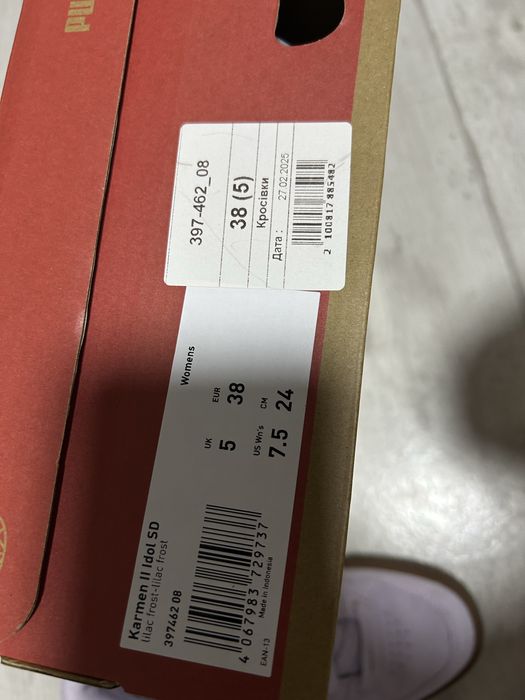 PUM
397-462_08
38 (5)
Кросівки
Дата : 27.02.2025
2 100817 885482
Womens
UK EUR
5 38
US Wn's CM
7.5 24
Karmen II Idol SD
lilac frost-lilac frost
397462 08
4 067983 729737
EAN-13 Made in Indonesia